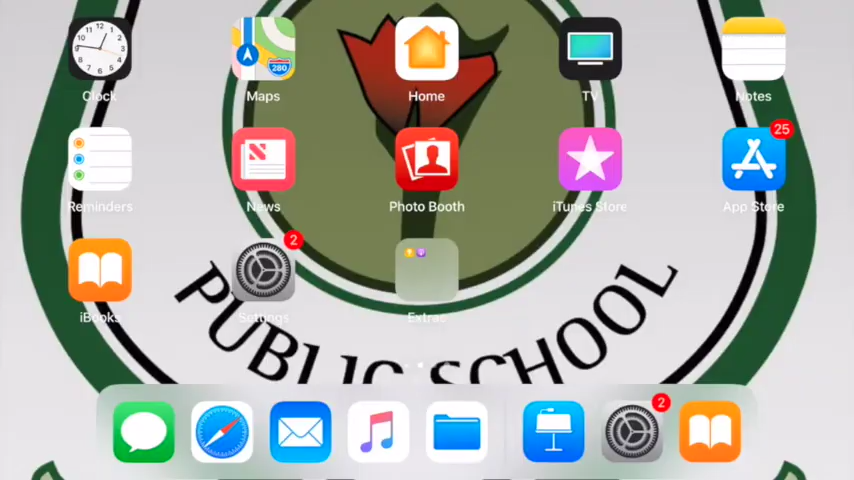 Clock Maps Home TV Notes
280
25
Reminders News Photo Booth iTunes Store App Store
2
iBooks Settings Extras
PUBLIC SCHOOL
2